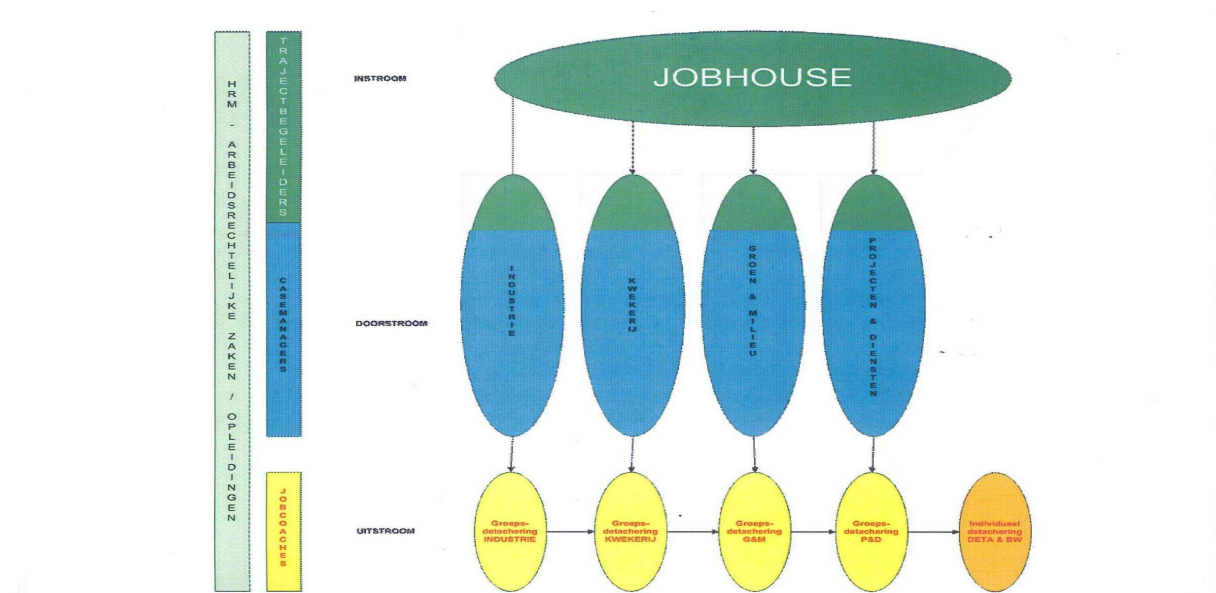 HRM - ARBEIDSRECHTELIJKE ZAKEN / OPLEIDINGEN
TRAJECTBEGELEIDERS
CASEMANAGERS
JOBCOACHES
INSTROOM
JOBHOUSE
DOORSTROOM
INDUSTRIE
KWEKERIJ
GROEN & MILIEU
PROJECTEN & DIENSTEN
UITSTROOM
Groeps-
detachering
INDUSTRIE
Groeps-
detachering
KWEKERIJ
Groeps-
detachering
G&M
Groeps-
detachering
P&D
Individueel
detachering
DETA & BW